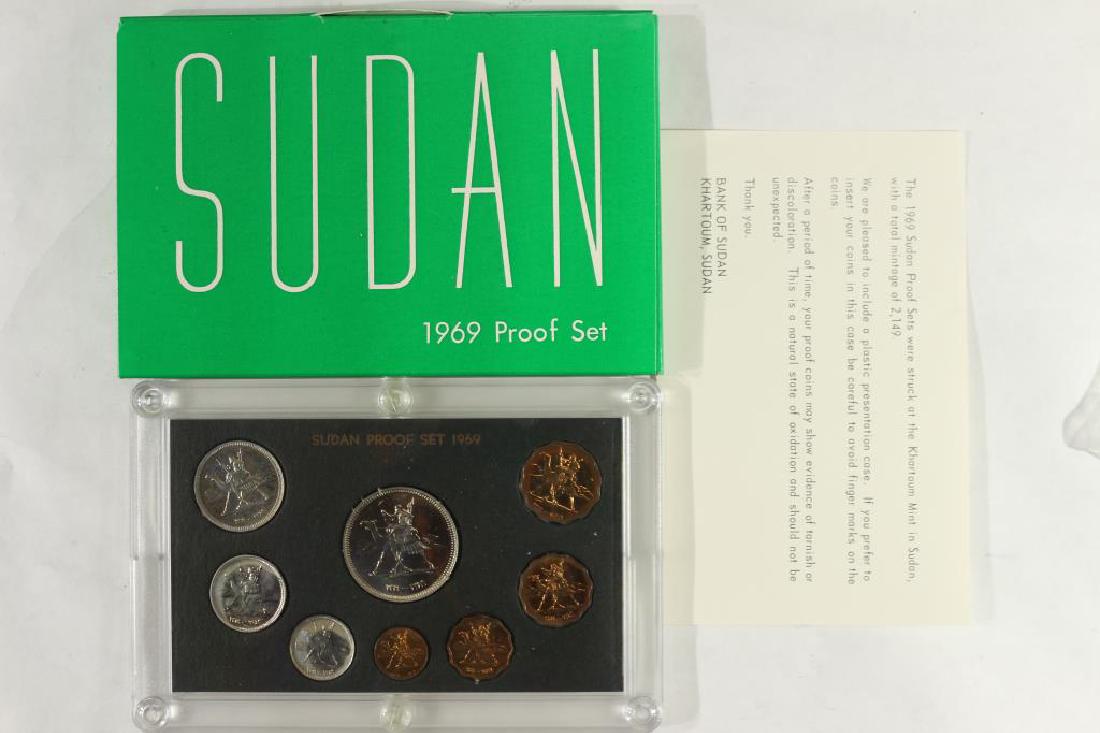 SUDAN
1969 Proof Set
SUDAN PROOF SET 1969
The 1969 Sudan Proof Sets were struck at the Khartoum Mint in Sudan,
with a total mintage of 2,149.
We are pleased to include a plastic presentation case. If you prefer to
insert your coins in this case be careful to avoid finger marks on the
coins.
After a period of time, your proof coins may show evidence of tarnish or
discoloration. This is a natural state of oxidation and should not be
unexpected.
Thank you.
BANK OF SUDAN
KHARTOUM, SUDAN